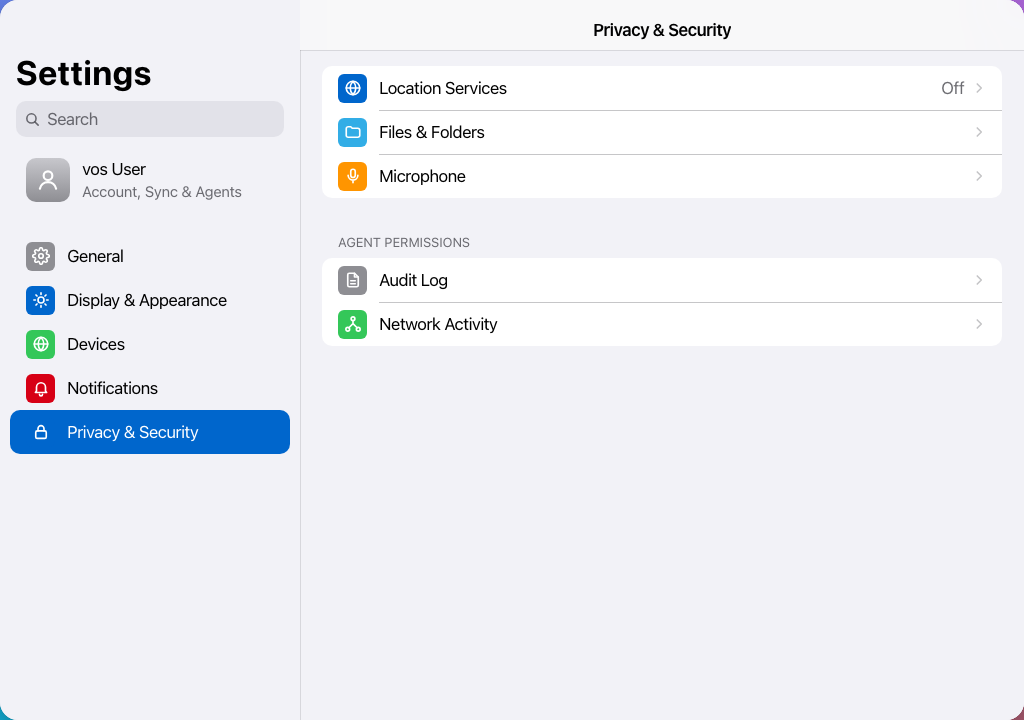 Settings
Search
vos User
Account, Sync & Agents
General
Display & Appearance
Devices
Notifications
Privacy & Security
Privacy & Security
Location Services Off
Files & Folders
Microphone
AGENT PERMISSIONS
Audit Log
Network Activity